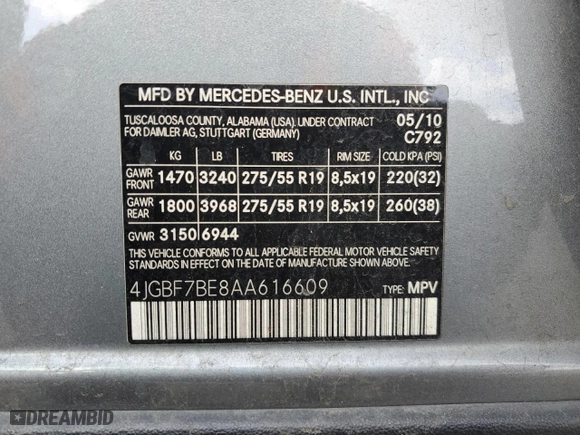 MFD BY MERCEDES-BENZ U.S. INTL., INC
TUSCALOOSA COUNTY, ALABAMA (USA). UNDER CONTRACT 05/10
FOR DAIMLER AG, STUTTGART (GERMANY) C792
KG LB TIRES RIM SIZE COLD KPA (PSI)
GAWR FRONT 1470 3240 275/55 R19 8,5x19 220(32)
GAWR REAR 1800 3968 275/55 R19 8,5x19 260(38)
GVWR 3150 6944
THIS VEHICLE CONFORMS TO ALL APPLICABLE FEDERAL MOTOR VEHICLE SAFETY
STANDARDS IN EFFECT ON THE DATE OF MANUFACTURE SHOWN ABOVE.
4JGBF7BE8AA616609 TYPE: MPV
DREAMBID